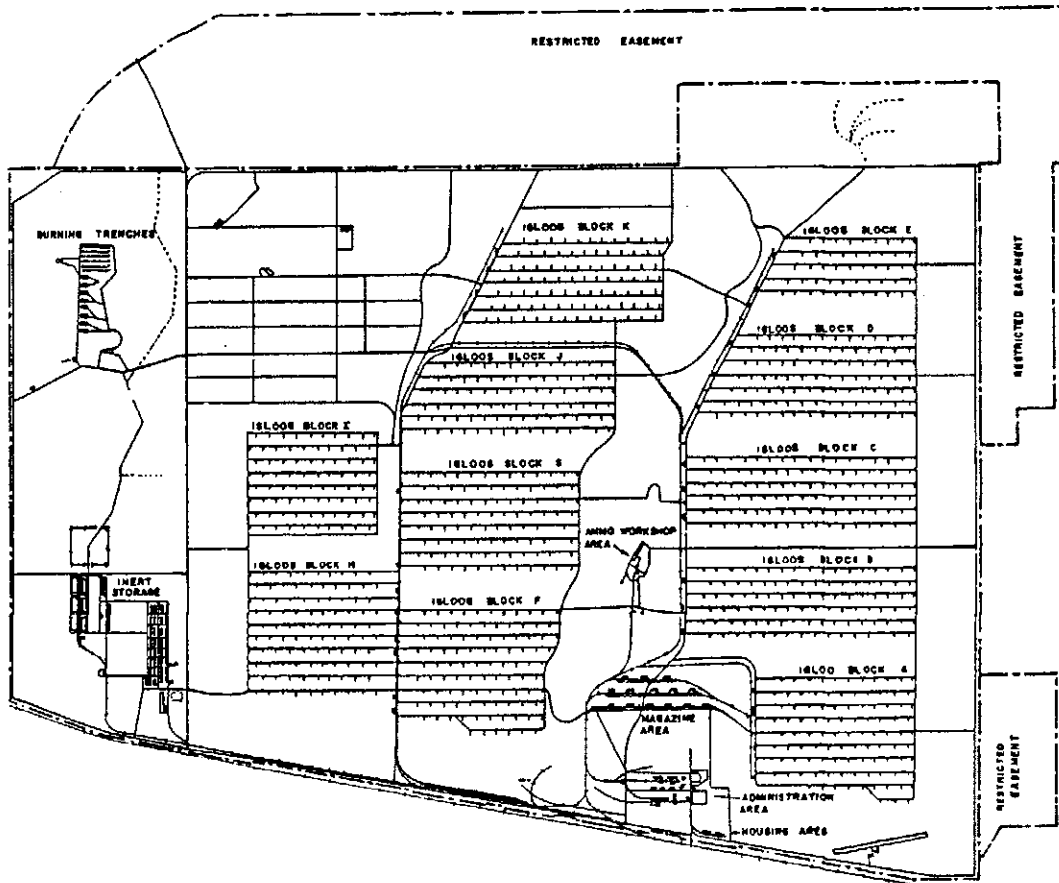 RESTRICTED EASEMENT
BURNING TRENCHES
IGLOOS BLOCK K
IGLOOS BLOCK E
RESTRICTED EASEMENT
IGLOOS BLOCK D
IGLOOS BLOCK J
IGLOOS BLOCK I
IGLOOS BLOCK C
IGLOOS BLOCK G
AMMO WORKSHOP
AREA
IGLOOS BLOCK H
IGLOOS BLOCK B
INERT
STORAGE
IGLOOS BLOCK F
IGLOO BLOCK A
MAGAZINE
AREA
RESTRICTED
EASEMENT
ADMINISTRATION
AREA
HOUSING AREA